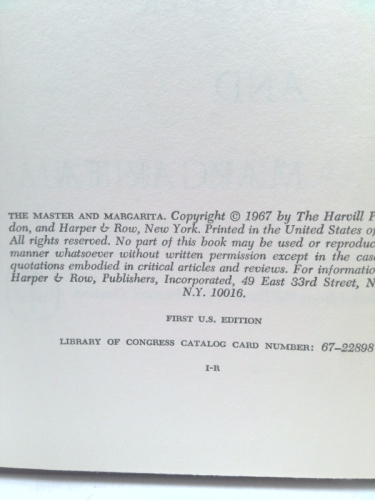 THE MASTER AND MARGARITA. Copyright © 1967 by The Harvill
don, and Harper & Row, New York. Printed in the United States of
All rights reserved. No part of this book may be used or reproduc
manner whatsoever without written permission except in the case
quotations embodied in critical articles and reviews. For informatio
Harper & Row, Publishers, Incorporated, 49 East 33rd Street, N
N.Y. 10016.
FIRST U.S. EDITION
LIBRARY OF CONGRESS CATALOG CARD NUMBER: 67-22898
I-R